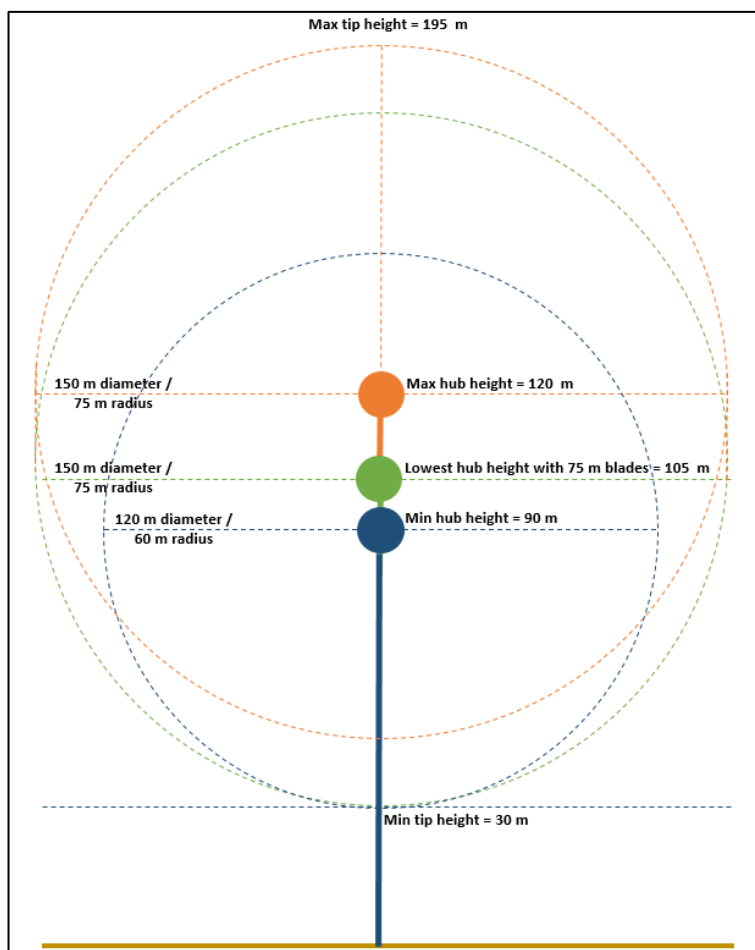 Max tip height = 195 m
150 m diameter /
75 m radius
Max hub height = 120 m
150 m diameter /
75 m radius
Lowest hub height with 75 m blades = 105 m
120 m diameter /
60 m radius
Min hub height = 90 m
Min tip height = 30 m